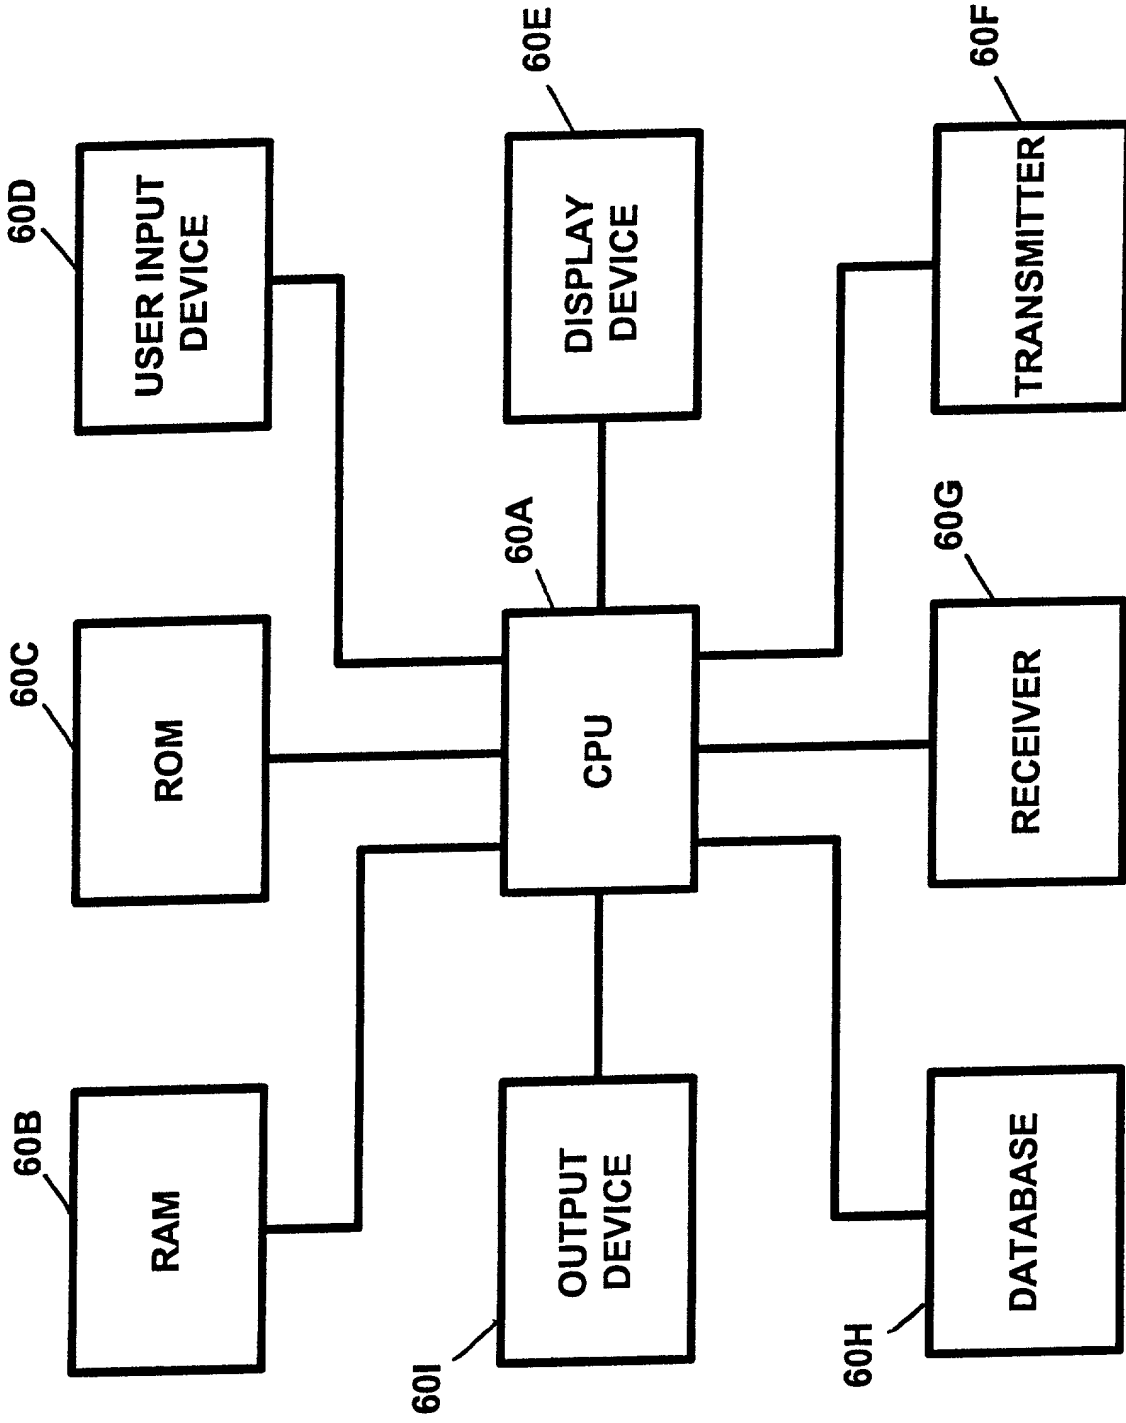 60B
60C
60D
RAM
ROM
USER INPUT
DEVICE
60I
60A
60E
OUTPUT
DEVICE
CPU
DISPLAY
DEVICE
60H
60G
60F
DATABASE
RECEIVER
TRANSMITTER